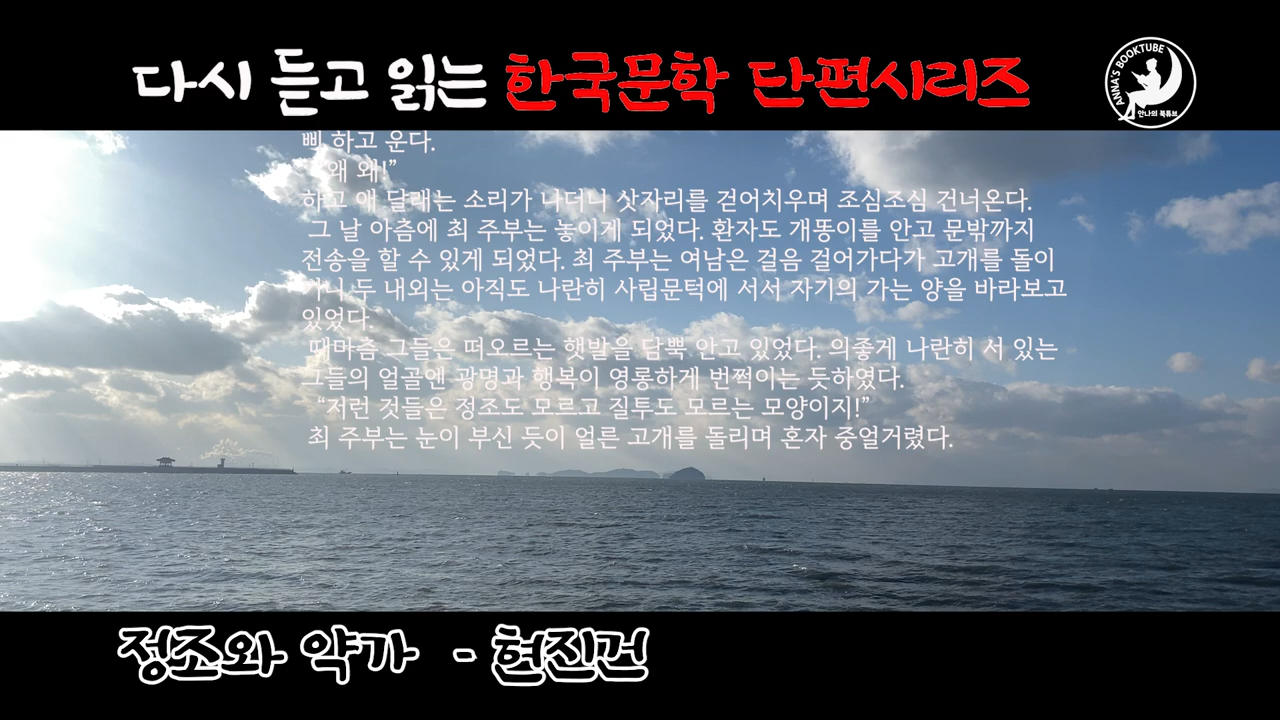 다시 듣고 읽는 한국문학 단편시리즈
ANNA'S BOOKTUBE
안나의 북튜브
삐 하고 운다.
“왜 왜!”
하고 애 달래는 소리가 나더니 삿자리를 걷어치우며 조심조심 건너온다.
그 날 아츰에 최 주부는 놓이게 되었다. 환자도 개똥이를 안고 문밖까지
전송을 할 수 있게 되었다. 최 주부는 여남은 걸음 걸어가다가 고개를 돌이
키니 두 내외는 아직도 나란히 사립문턱에 서서 자기의 가는 양을 바라보고
있었다.
때마츰 그들은 떠오르는 햇발을 담뿍 안고 있었다. 의좋게 나란히 서 있는
그들의 얼골엔 광명과 행복이 영롱하게 번쩍이는 듯하였다.
“저런 것들은 정조도 모르고 질투도 모르는 모양이지!”
최 주부는 눈이 부신 듯이 얼른 고개를 돌리며 혼자 중얼거렸다.
정조와 약가 - 현진건